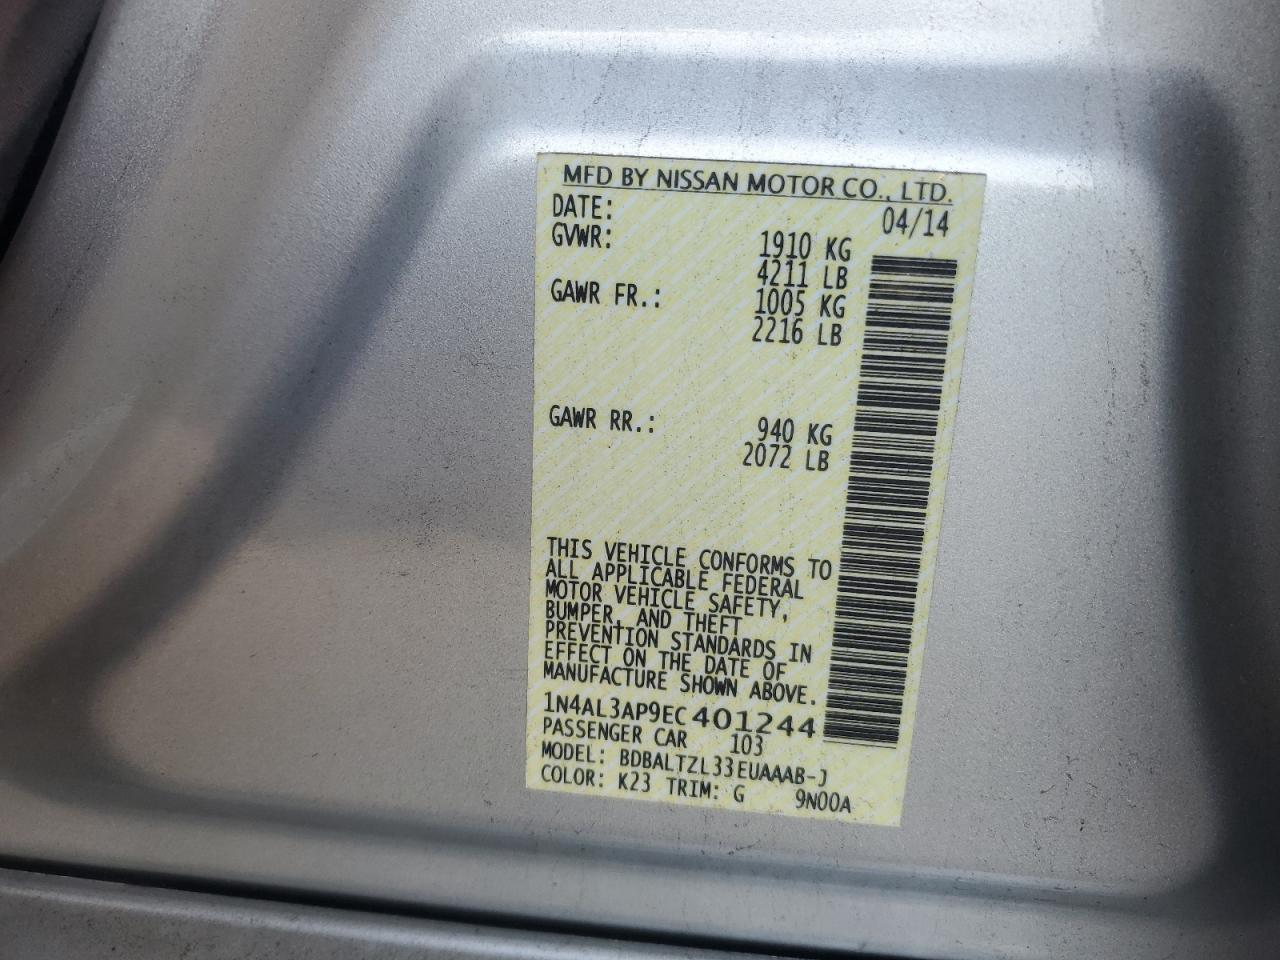 MFD BY NISSAN MOTOR CO., LTD.
DATE: 04/14
GVWR: 1910 KG
4211 LB
GAWR FR.: 1005 KG
2216 LB
GAWR RR.: 940 KG
2072 LB
THIS VEHICLE CONFORMS TO
ALL APPLICABLE FEDERAL
MOTOR VEHICLE SAFETY,
BUMPER, AND THEFT
PREVENTION STANDARDS IN
EFFECT ON THE DATE OF
MANUFACTURE SHOWN ABOVE.
1N4AL3AP9EC401244
PASSENGER CAR 103
MODEL: BDBALTZL33EUAAAB-J
COLOR: K23 TRIM: G 9N00A